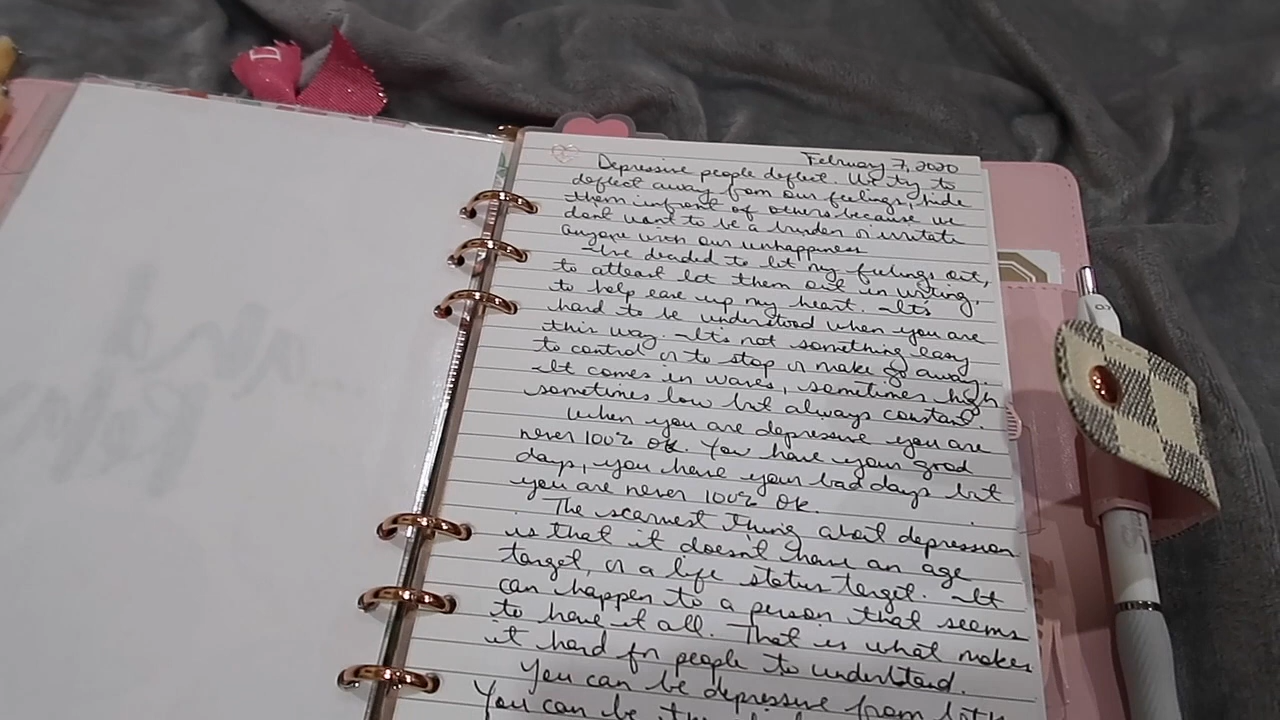 February 7, 2020
Depressive people deflect. We try to
deflect away from our feelings, hide
them infront of others because we
dont want to be a burden or irritate
anyone with our unhappiness
I've decided to let my feelings out,
to atleast let them out in writing,
to help ease up my heart. Its
hard to be understood when you are
this way. It's not something easy
to control or to stop or make go away.
It comes in waves, sometimes high
sometimes low but always constant.
When you are depressive you are
never 100% ok. You have your good
days, you have your bad days but
you are never 100% ok.
The scariest thing about depression
is that it doesn't have an age
target, or a life status target. It
can happen to a person that seems
to have it all. That is what makes
it hard for people to understand.
You can be depressive from
You can be